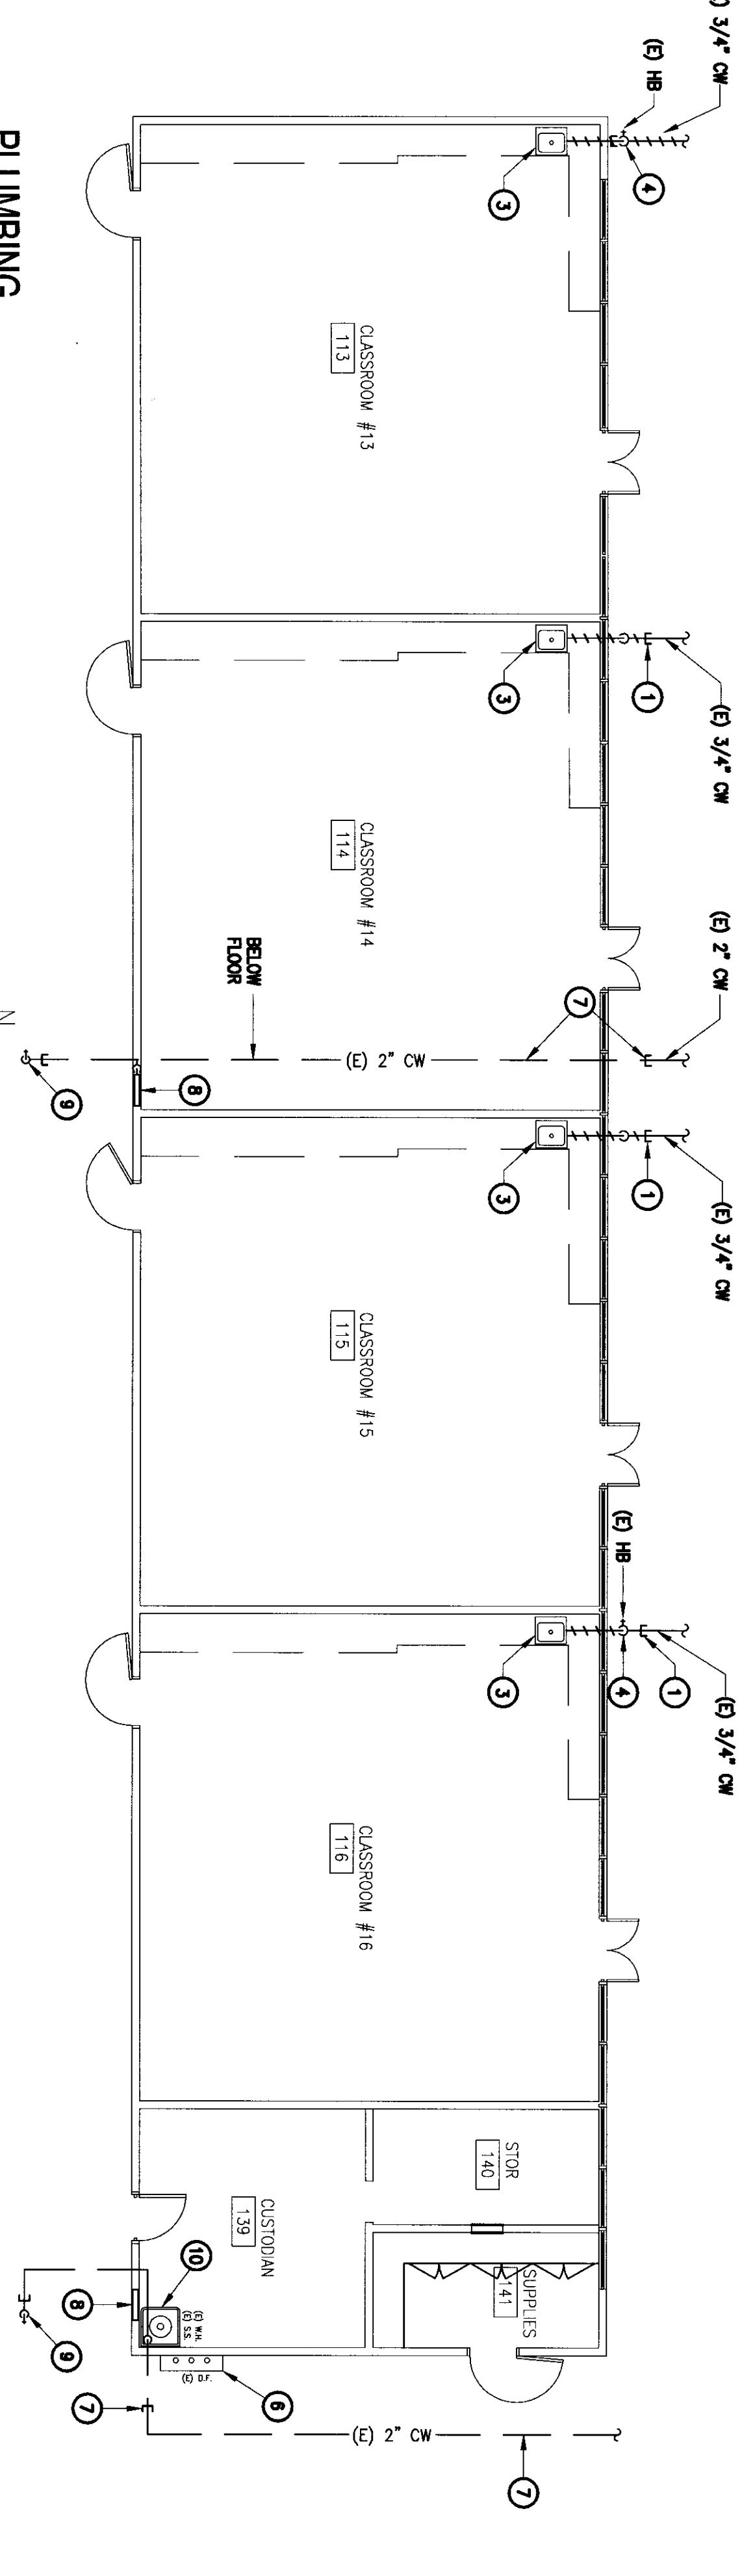 3/4" CW
(E) HB
4
3
CLASSROOM #13
113
1
(E) 3/4" CW
3
CLASSROOM #14
114
(E) 2" CW
7
BELOW
FLOOR
(E) 2" CW
8
9
1
(E) 3/4" CW
3
CLASSROOM #15
115
(E) HB
4
1
(E) 3/4" CW
3
CLASSROOM #16
116
STOR
140
CUSTODIAN
139
SUPPLIES
141
10
(E) W.H.
(E) S.S.
8
9
(E) D.F.
6
7
(E) 2" CW
7
PLUMBING
N